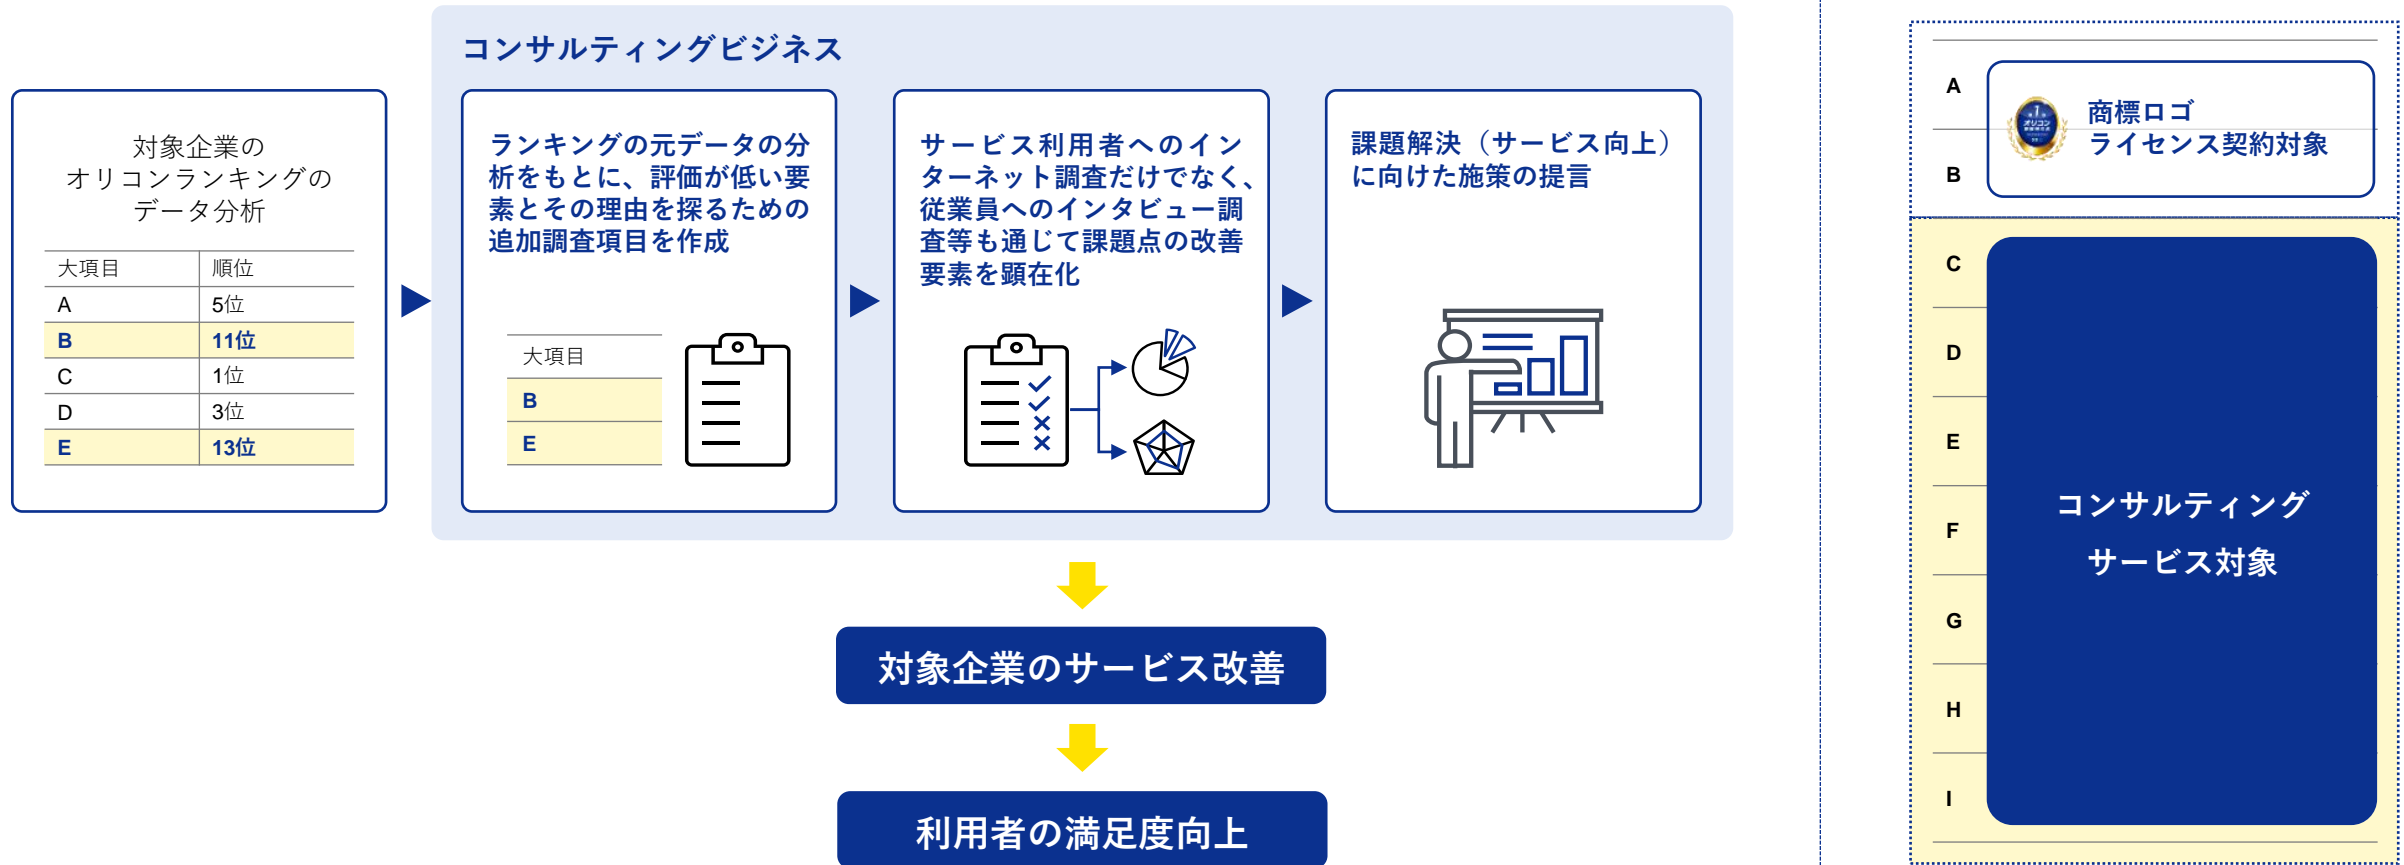 コンサルティングビジネス
対象企業の
オリコンランキングの
データ分析
大項目 順位
A 5位
B 11位
C 1位
D 3位
E 13位
ランキングの元データの分
析をもとに、評価が低い要
素とその理由を探るための
追加調査項目を作成
大項目
B
E
サービス利用者へのイン
ターネット調査だけでなく、
従業員へのインタビュー調
査等も通じて課題点の改善
要素を顕在化
課題解決（サービス向上）
に向けた施策の提言
対象企業のサービス改善
利用者の満足度向上
A
商標ロゴ
ライセンス契約対象
B
C
D
E
F
G
H
I
コンサルティング
サービス対象
オリコン